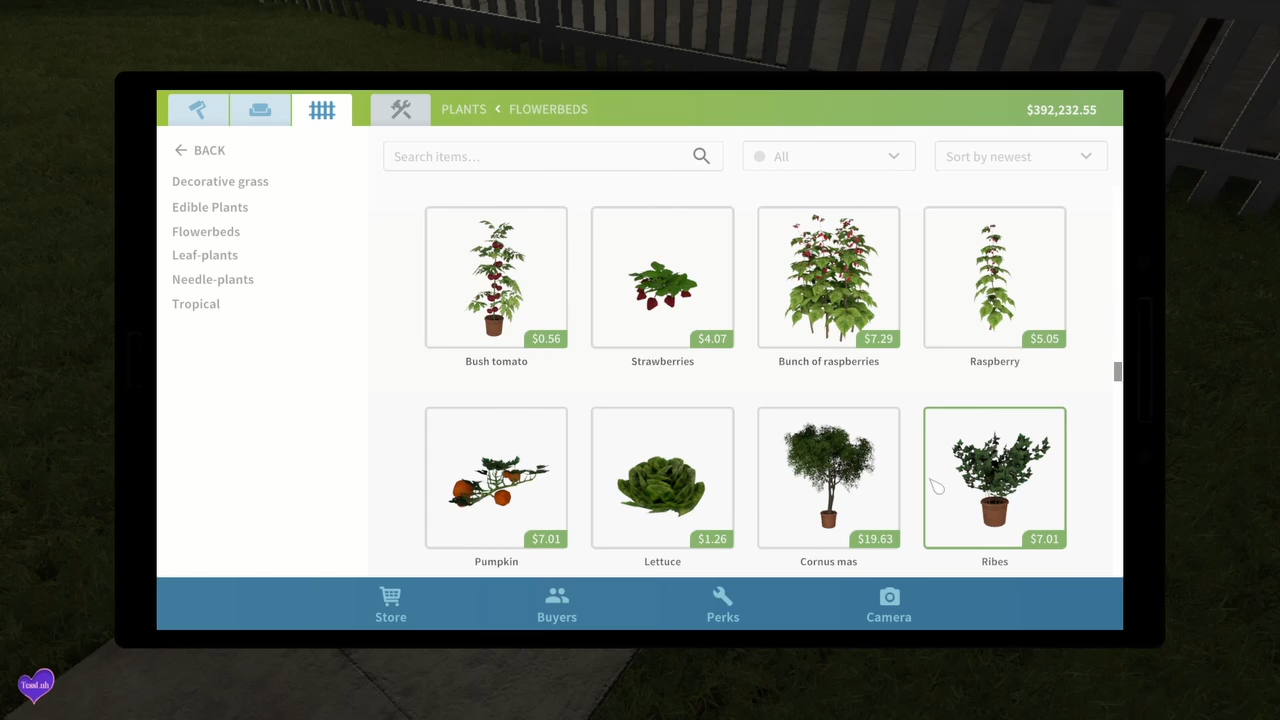 PLANTS < FLOWERBEDS
$392,232.55
BACK
Search items...
All
Sort by newest
Decorative grass
Edible Plants
Flowerbeds
Leaf-plants
Needle-plants
Tropical
$0.56
$4.07
$7.29
$5.05
Bush tomato
Strawberries
Bunch of raspberries
Raspberry
$7.01
$1.26
$19.63
$7.01
Pumpkin
Lettuce
Cornus mas
Ribes
Store
Buyers
Perks
Camera